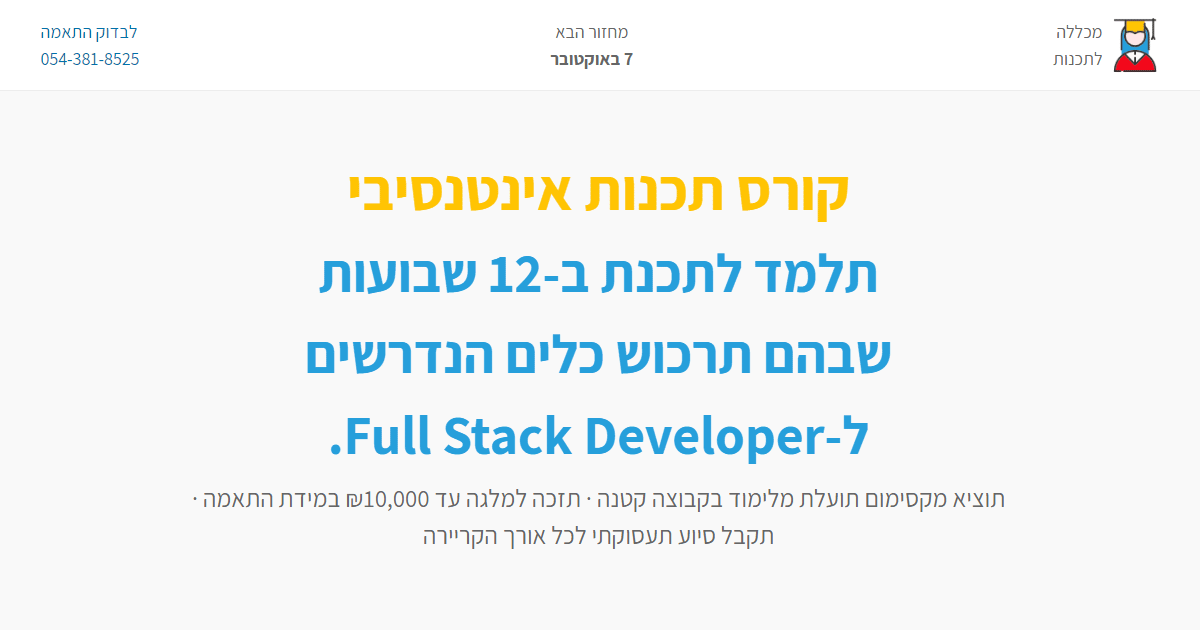 מכללה
לתכנות
מחזור הבא
7 באוקטובר
לבדוק התאמה
054-381-8525
קורס תכנות אינטנסיבי
תלמד לתכנת ב-12 שבועות
שבהם תרכוש כלים הנדרשים
ל-Full Stack Developer.
תוציא מקסימום תועלת מלימוד בקבוצה קטנה · תזכה למלגה עד 10,000₪ במידת התאמה ·
תקבל סיוע תעסוקתי לכל אורך הקריירה